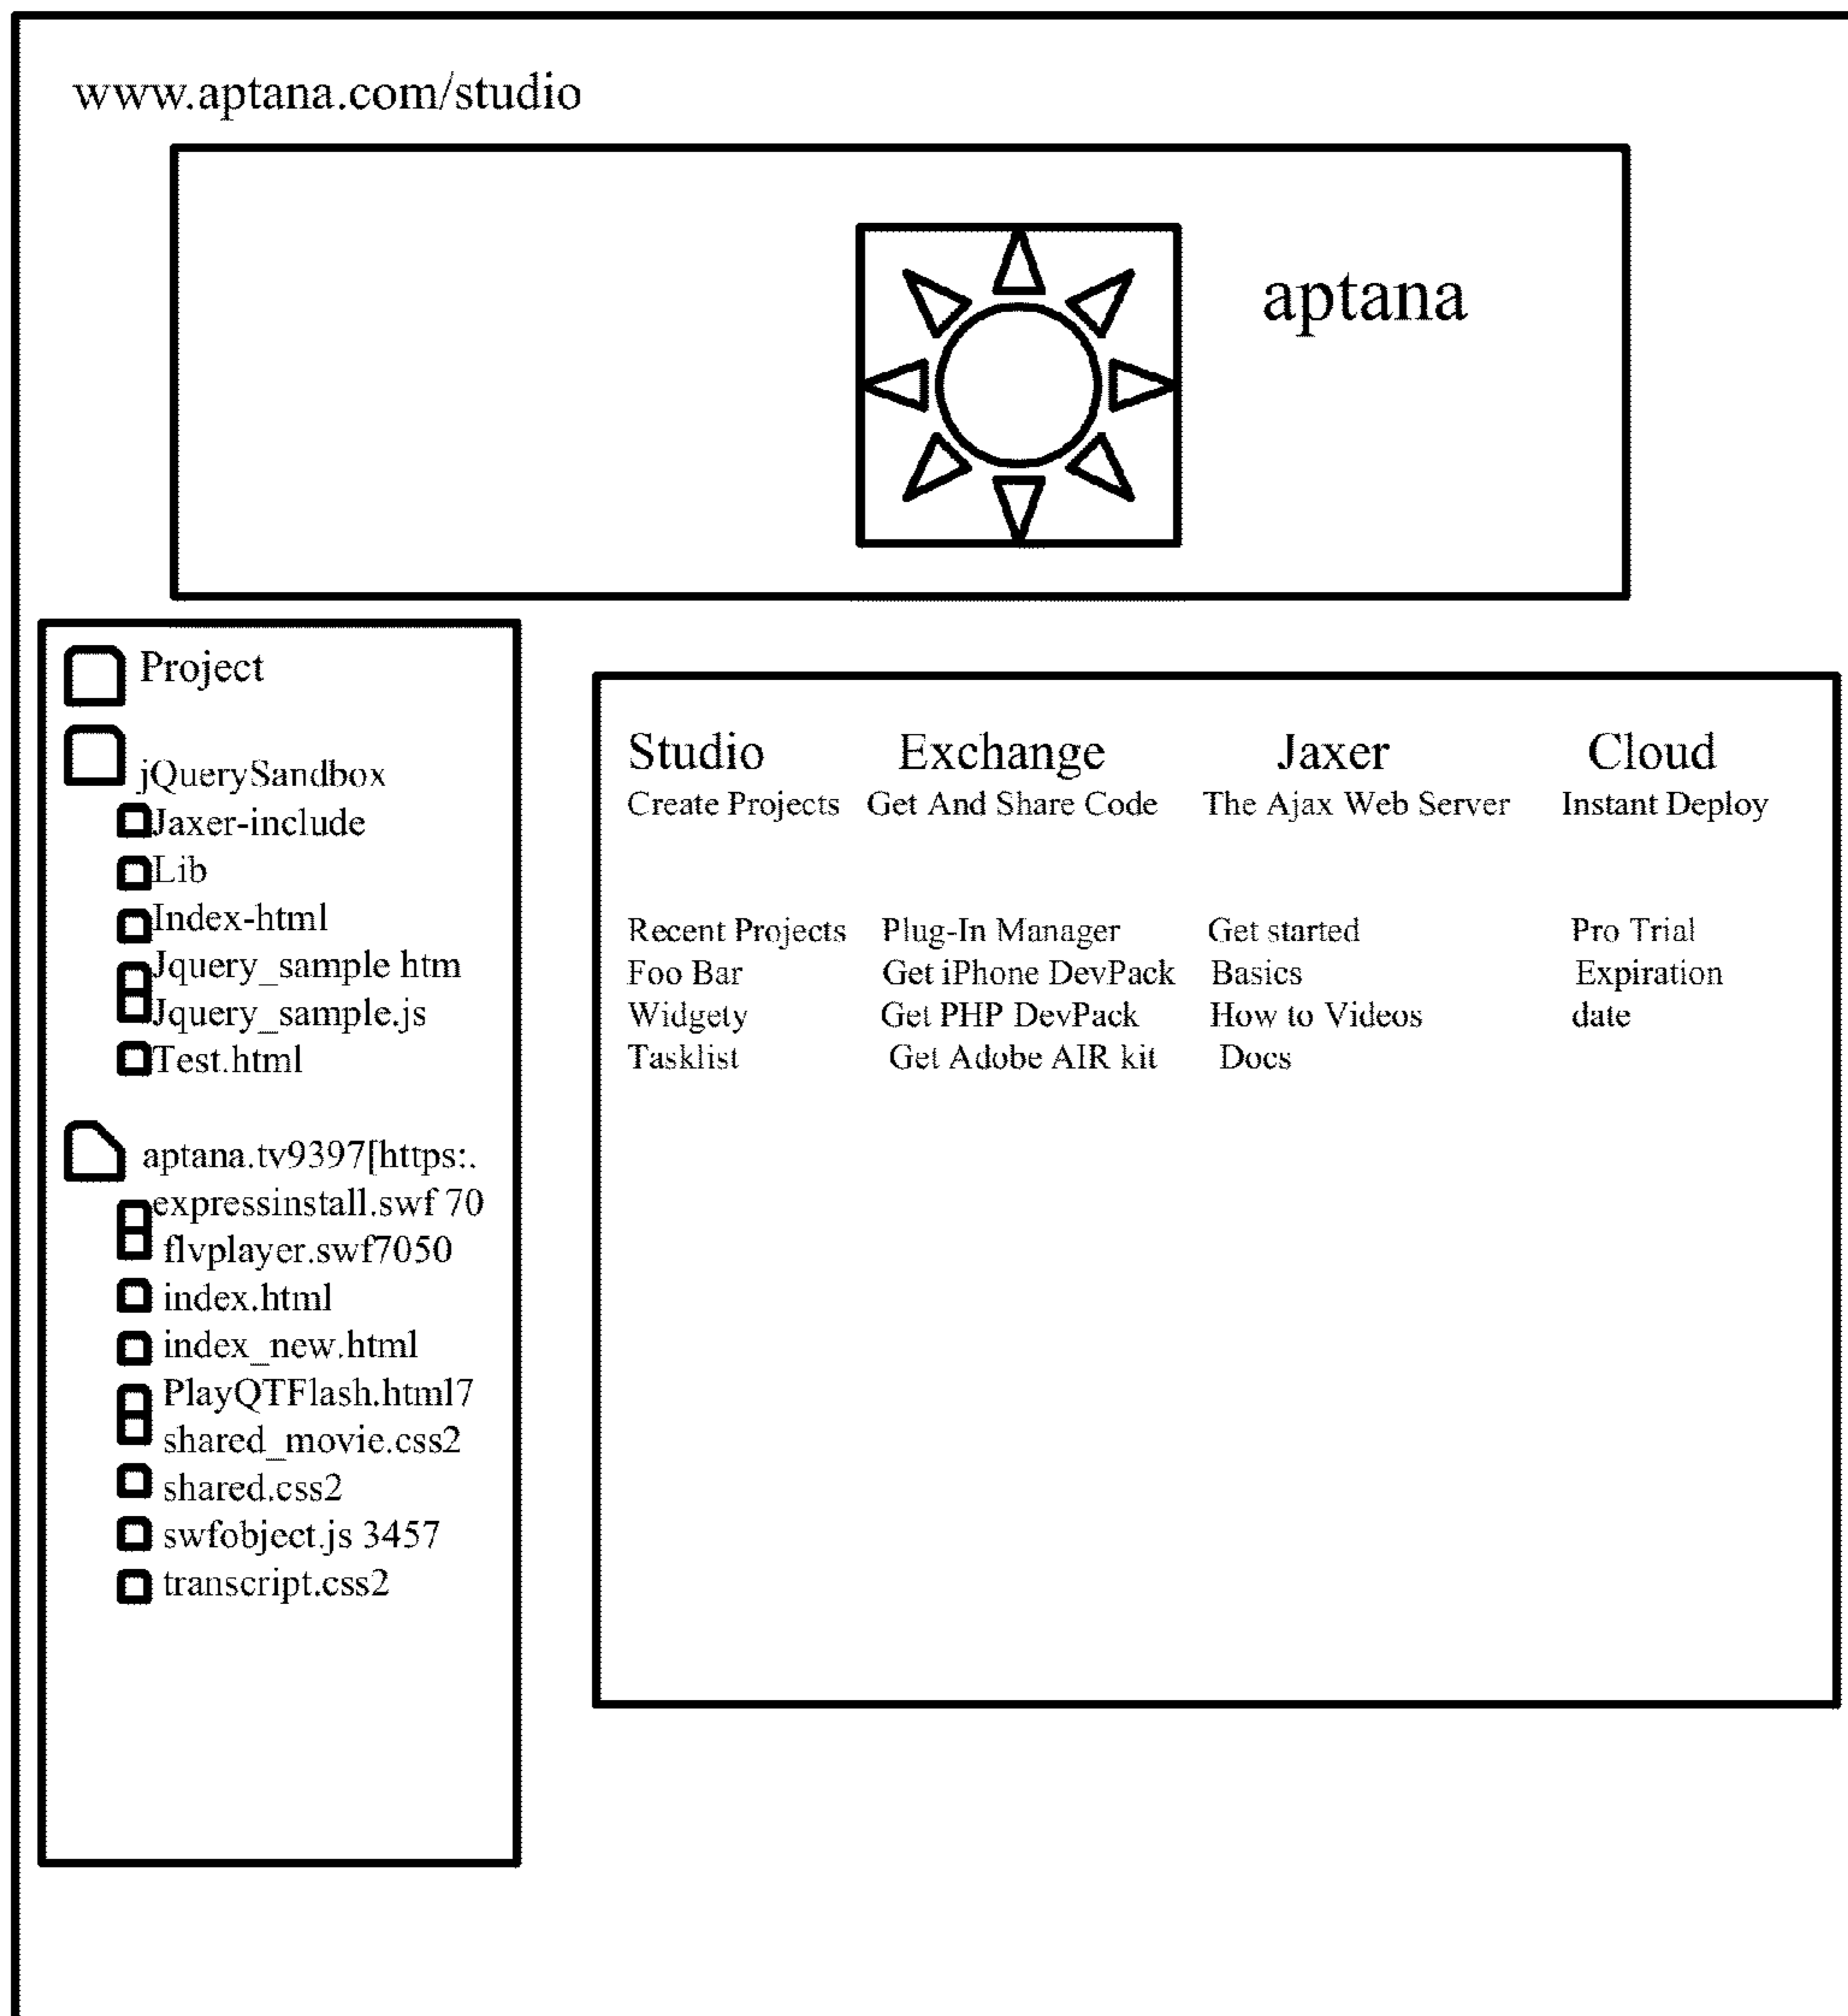 www.aptana.com/studio
aptana
Project
jQuerySandbox
Jaxer-include
Lib
Index-html
Jquery_sample htm
Jquery_sample.js
Test.html
aptana.tv9397[https:.
expressinstall.swf 70
flvplayer.swf7050
index.html
index_new.html
PlayQTFlash.html7
shared_movie.css2
shared.css2
swfobject.js 3457
transcript.css2
Studio Exchange Jaxer Cloud
Create Projects Get And Share Code The Ajax Web Server Instant Deploy
Recent Projects Plug-In Manager Get started Pro Trial
Foo Bar Get iPhone DevPack Basics Expiration
Widgety Get PHP DevPack How to Videos date
Tasklist Get Adobe AIR kit Docs